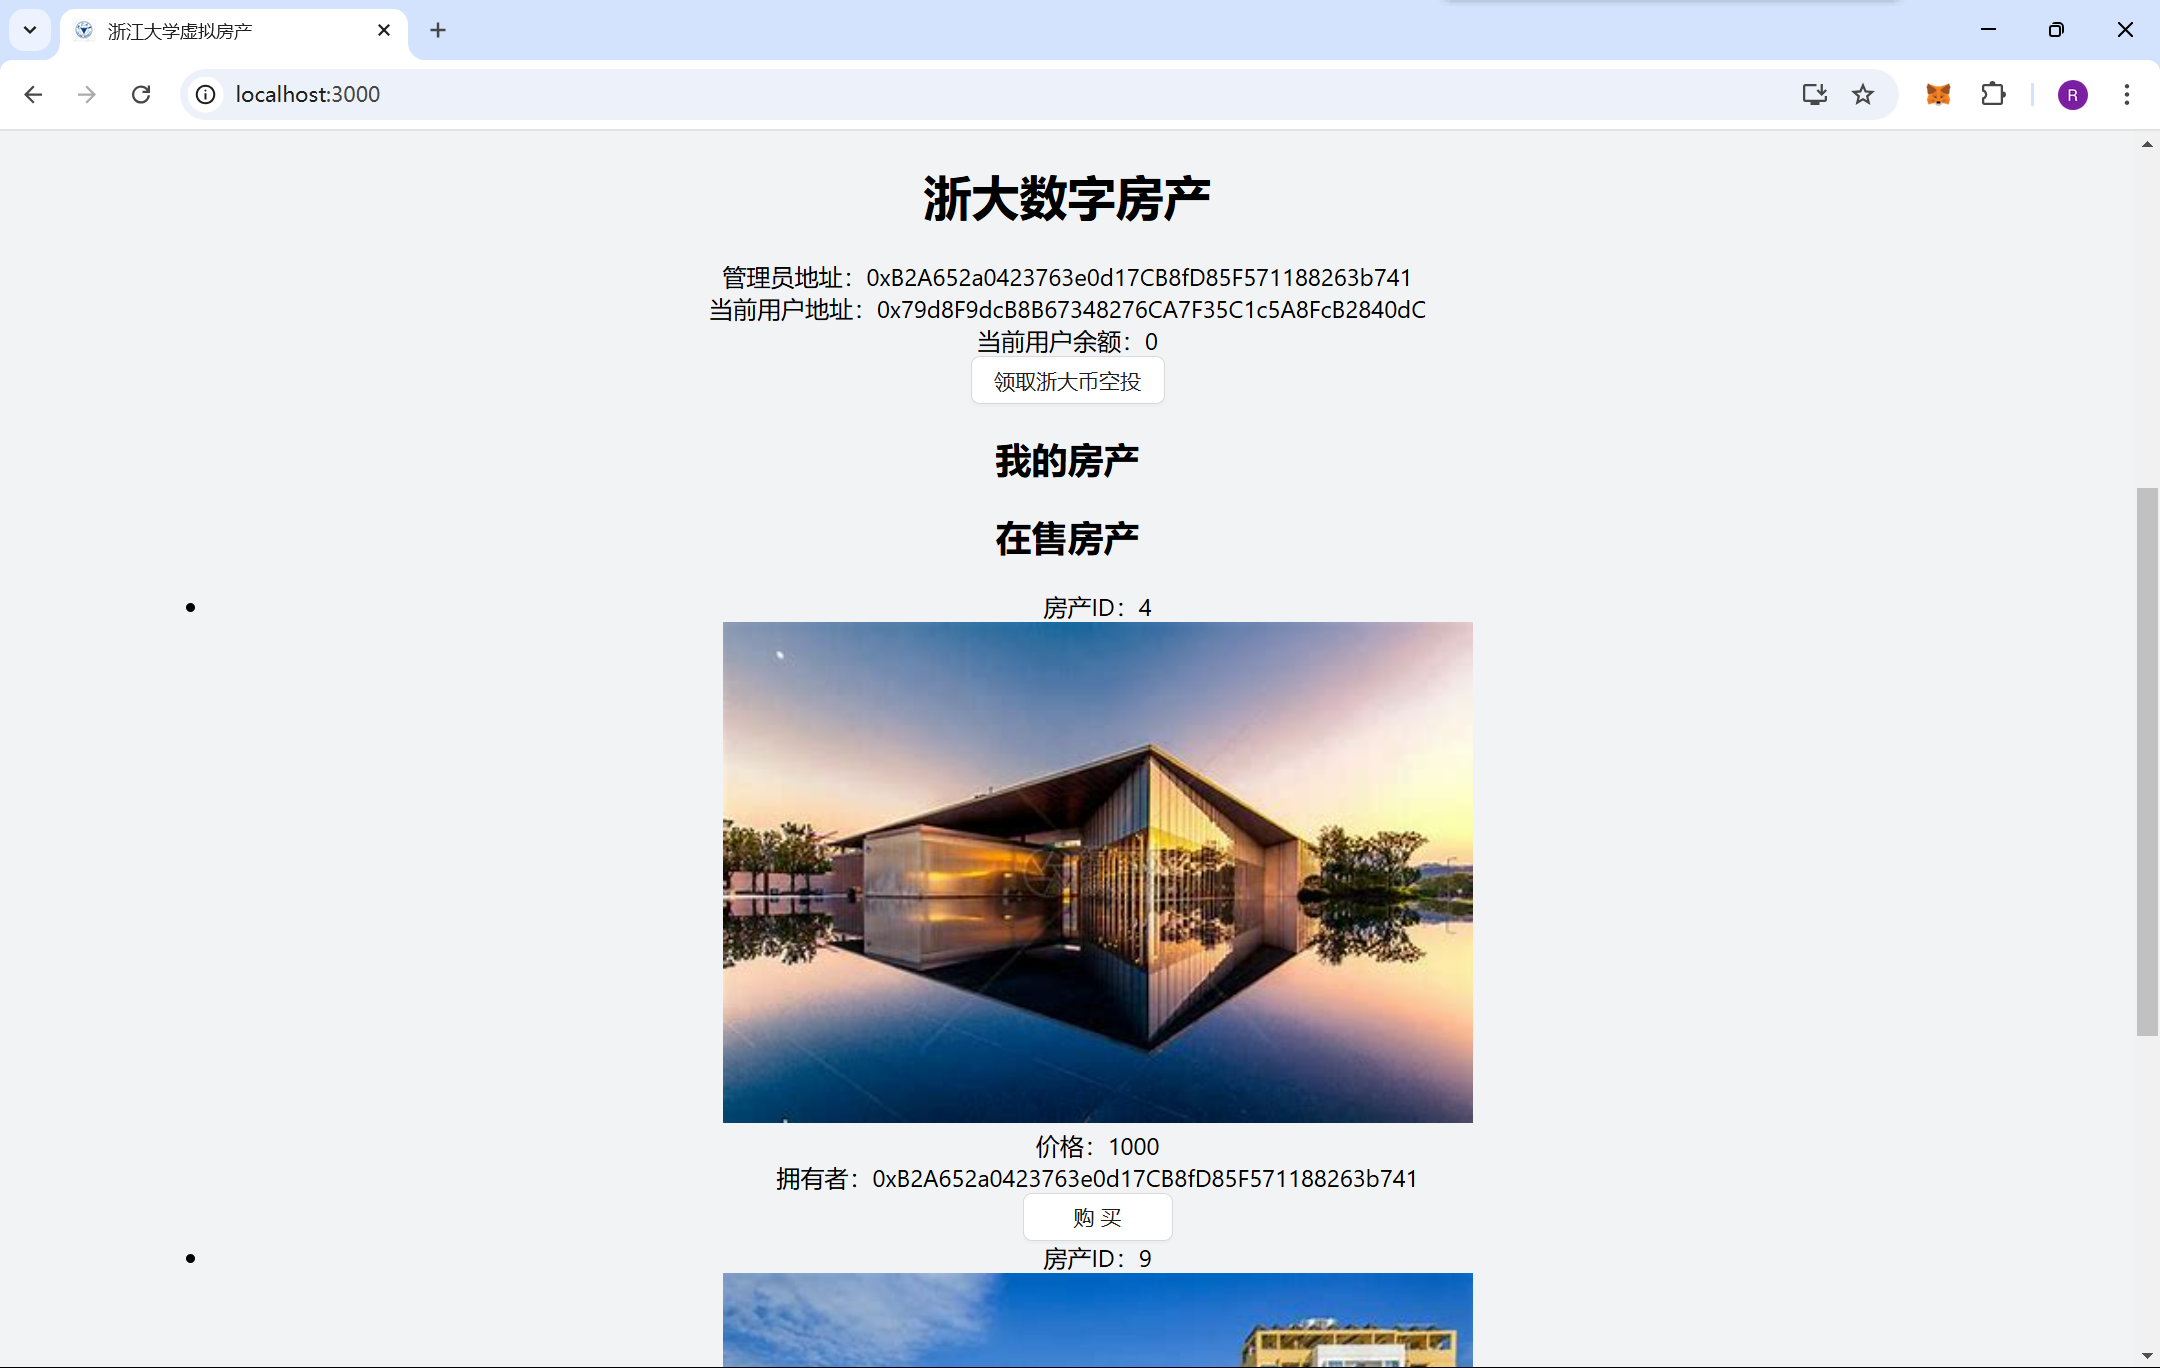 浙江大学虚拟房产
localhost:3000
R
浙大数字房产
管理员地址：0xB2A652a0423763e0d17CB8fD85F571188263b741
当前用户地址：0x79d8F9dcB8B67348276CA7F35C1c5A8FcB2840dC
当前用户余额：0
领取浙大币空投
我的房产
在售房产
房产ID：4
价格：1000
拥有者：0xB2A652a0423763e0d17CB8fD85F571188263b741
购 买
房产ID：9